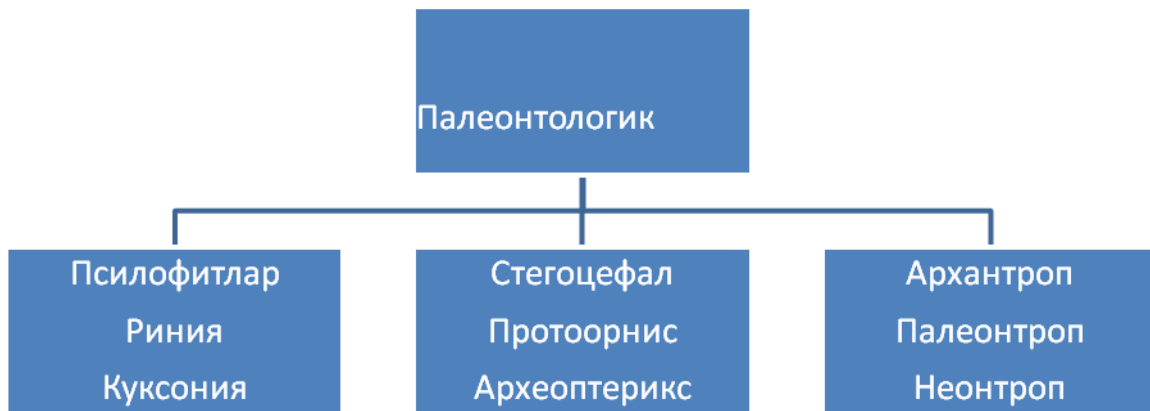 Палеонтологик
Псилофитлар
Риния
Куксония
Стегоцефал
Протоорнис
Археоптерикс
Архантроп
Палеонтроп
Неонтроп